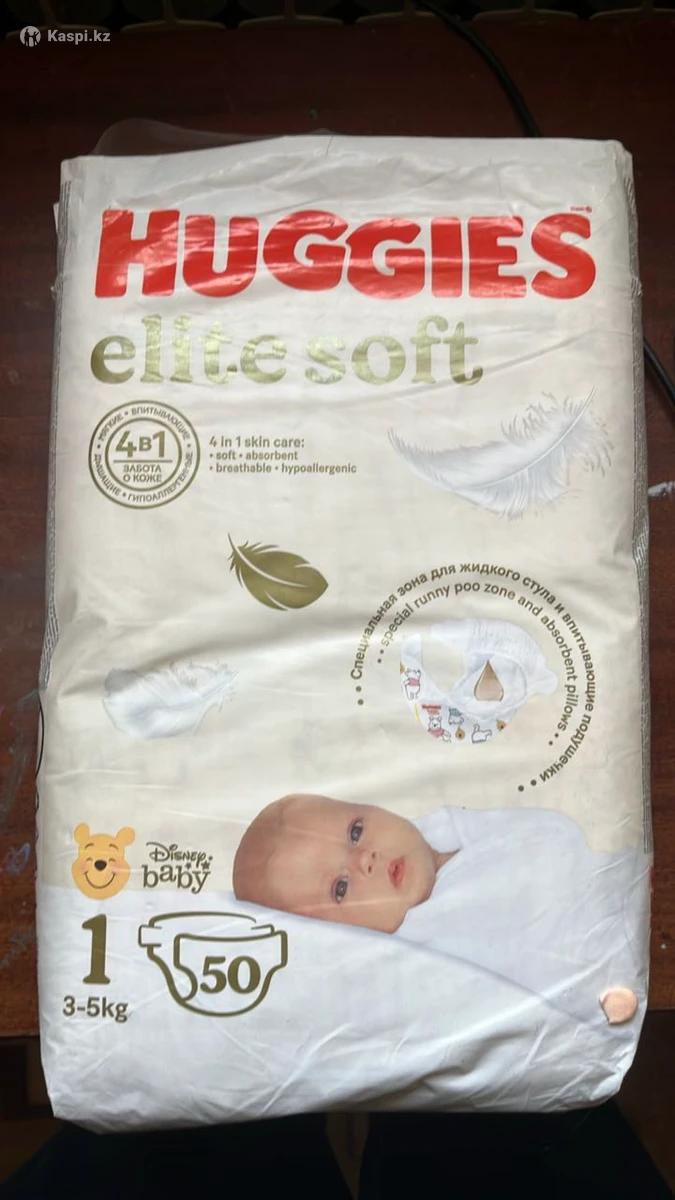 Kaspi.kz
HUGGIES
elite soft
• МЯГКИЕ • ВПИТЫВАЮЩИЕ •
4В1
ЗАБОТА
О КОЖЕ
ДЫШАЩИЕ • ГИПОАЛЛЕРГЕННЫЕ
4 in 1 skin care:
• soft • absorbent
• breathable • hypoallergenic
•• Специальная зона для жидкого стула и впитывающие подушечки ••
•• special runny poo zone and absorbent pillows ••
Disney
baby
1
50
3-5kg